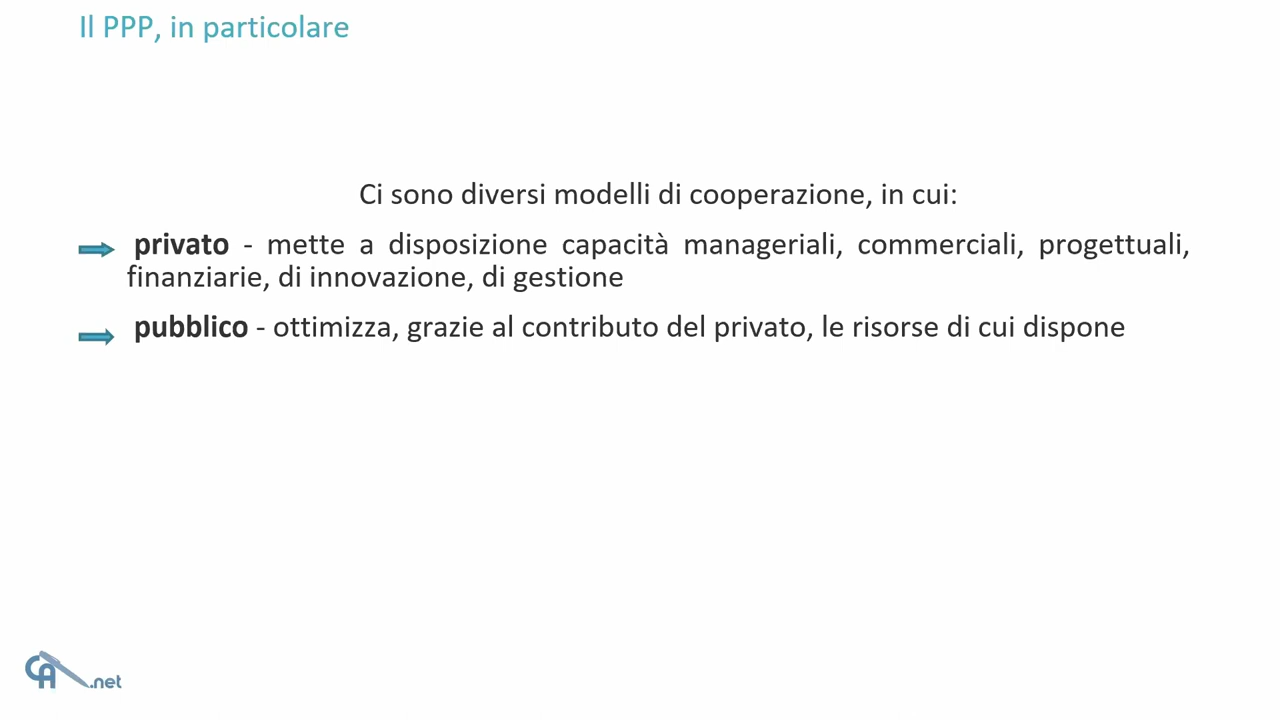 Il PPP, in particolare
Ci sono diversi modelli di cooperazione, in cui:
privato - mette a disposizione capacità manageriali, commerciali, progettuali,
finanziarie, di innovazione, di gestione
pubblico - ottimizza, grazie al contributo del privato, le risorse di cui dispone
CA .net